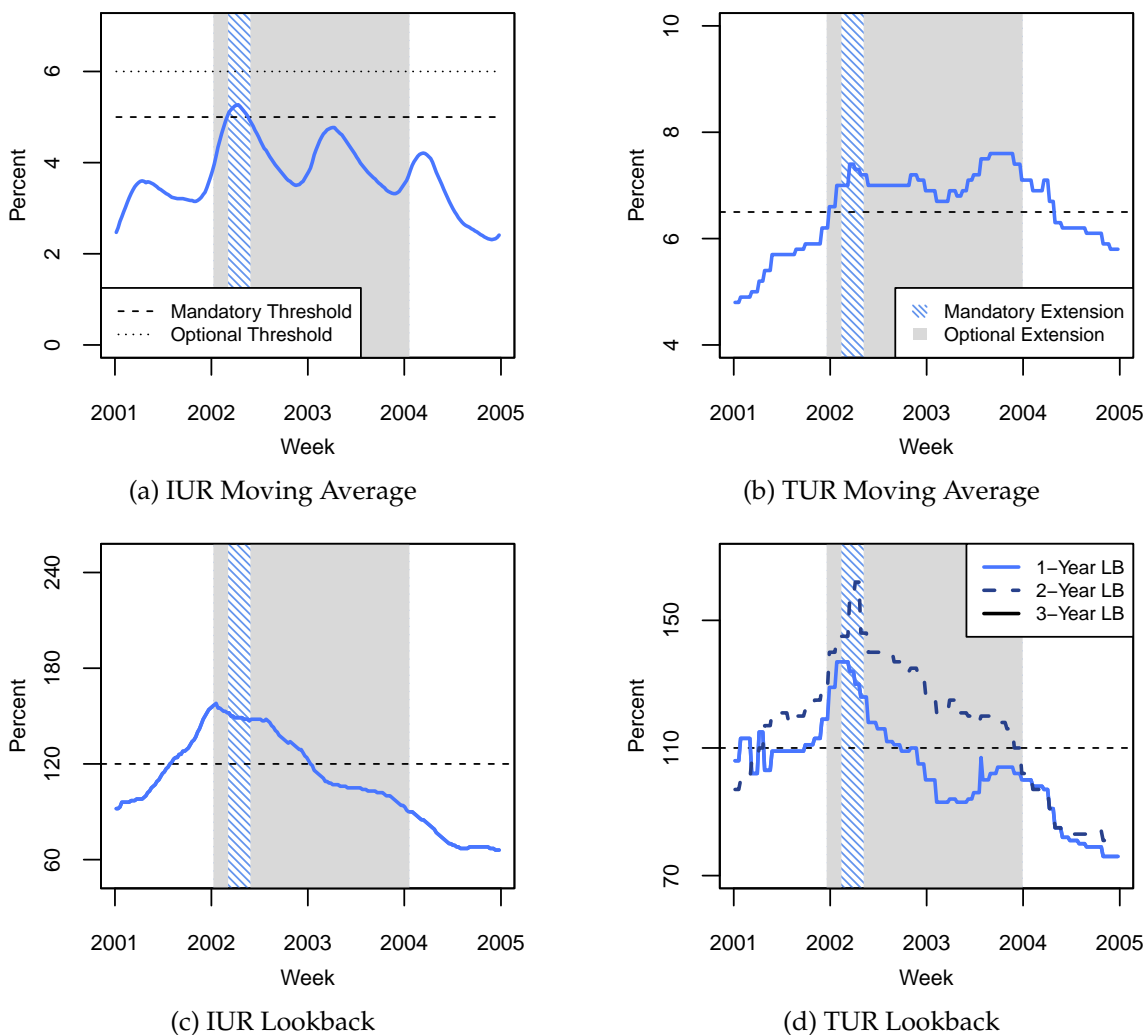 Percent
0 2 4 6
Mandatory Threshold
Optional Threshold
2001 2002 2003 2004 2005
Week
(a) IUR Moving Average
Percent
4 6 8 10
Mandatory Extension
Optional Extension
2001 2002 2003 2004 2005
Week
(b) TUR Moving Average
Percent
60 120 180 240
2001 2002 2003 2004 2005
Week
(c) IUR Lookback
Percent
70 110 150
1−Year LB
2−Year LB
3−Year LB
2001 2002 2003 2004 2005
Week
(d) TUR Lookback